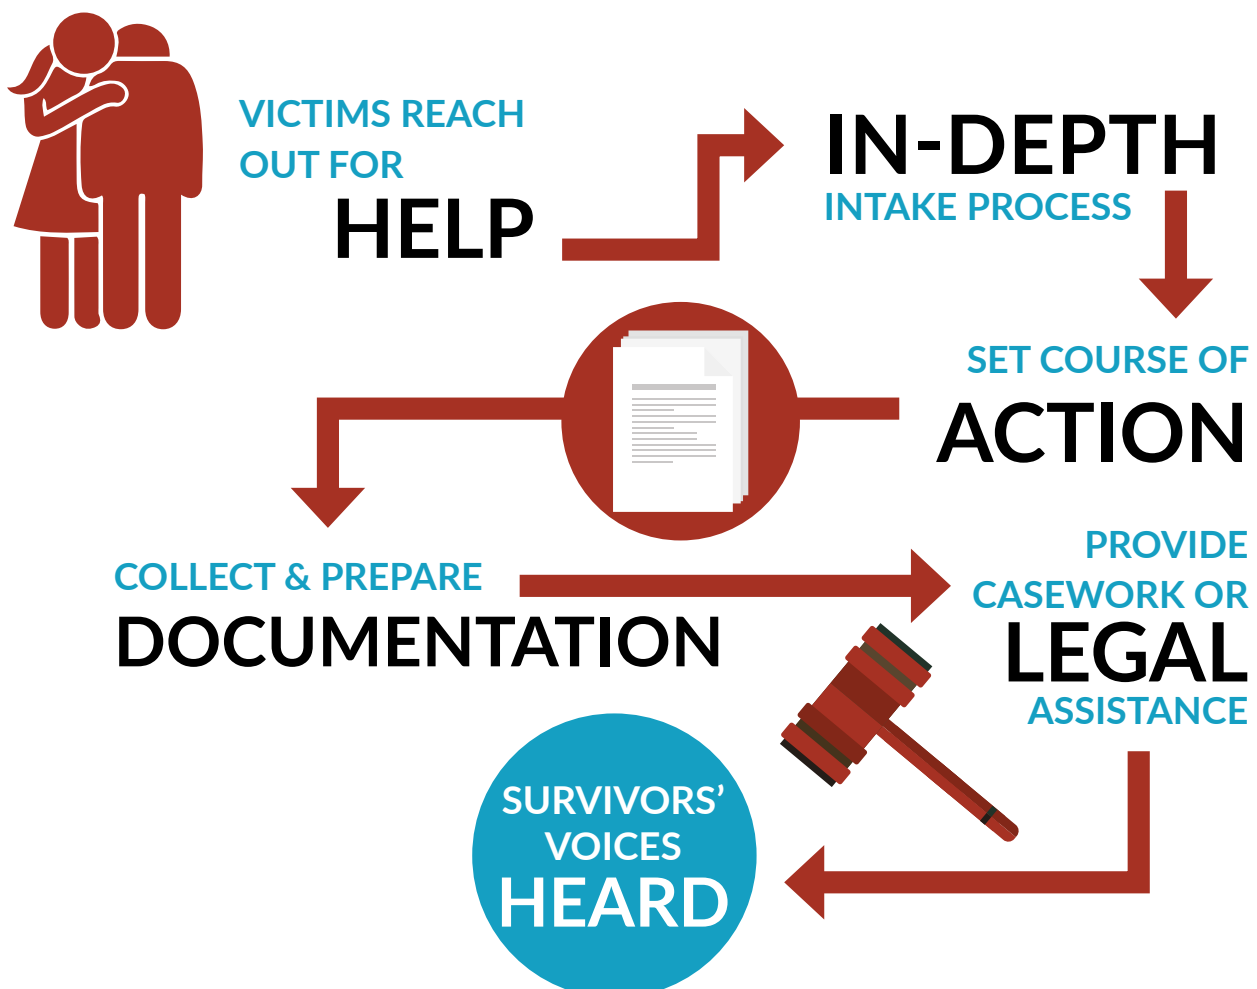 VICTIMS REACH
OUT FOR
HELP
IN-DEPTH
INTAKE PROCESS
SET COURSE OF
ACTION
COLLECT & PREPARE
DOCUMENTATION
PROVIDE
CASEWORK OR
LEGAL
ASSISTANCE
SURVIVORS’
VOICES
HEARD